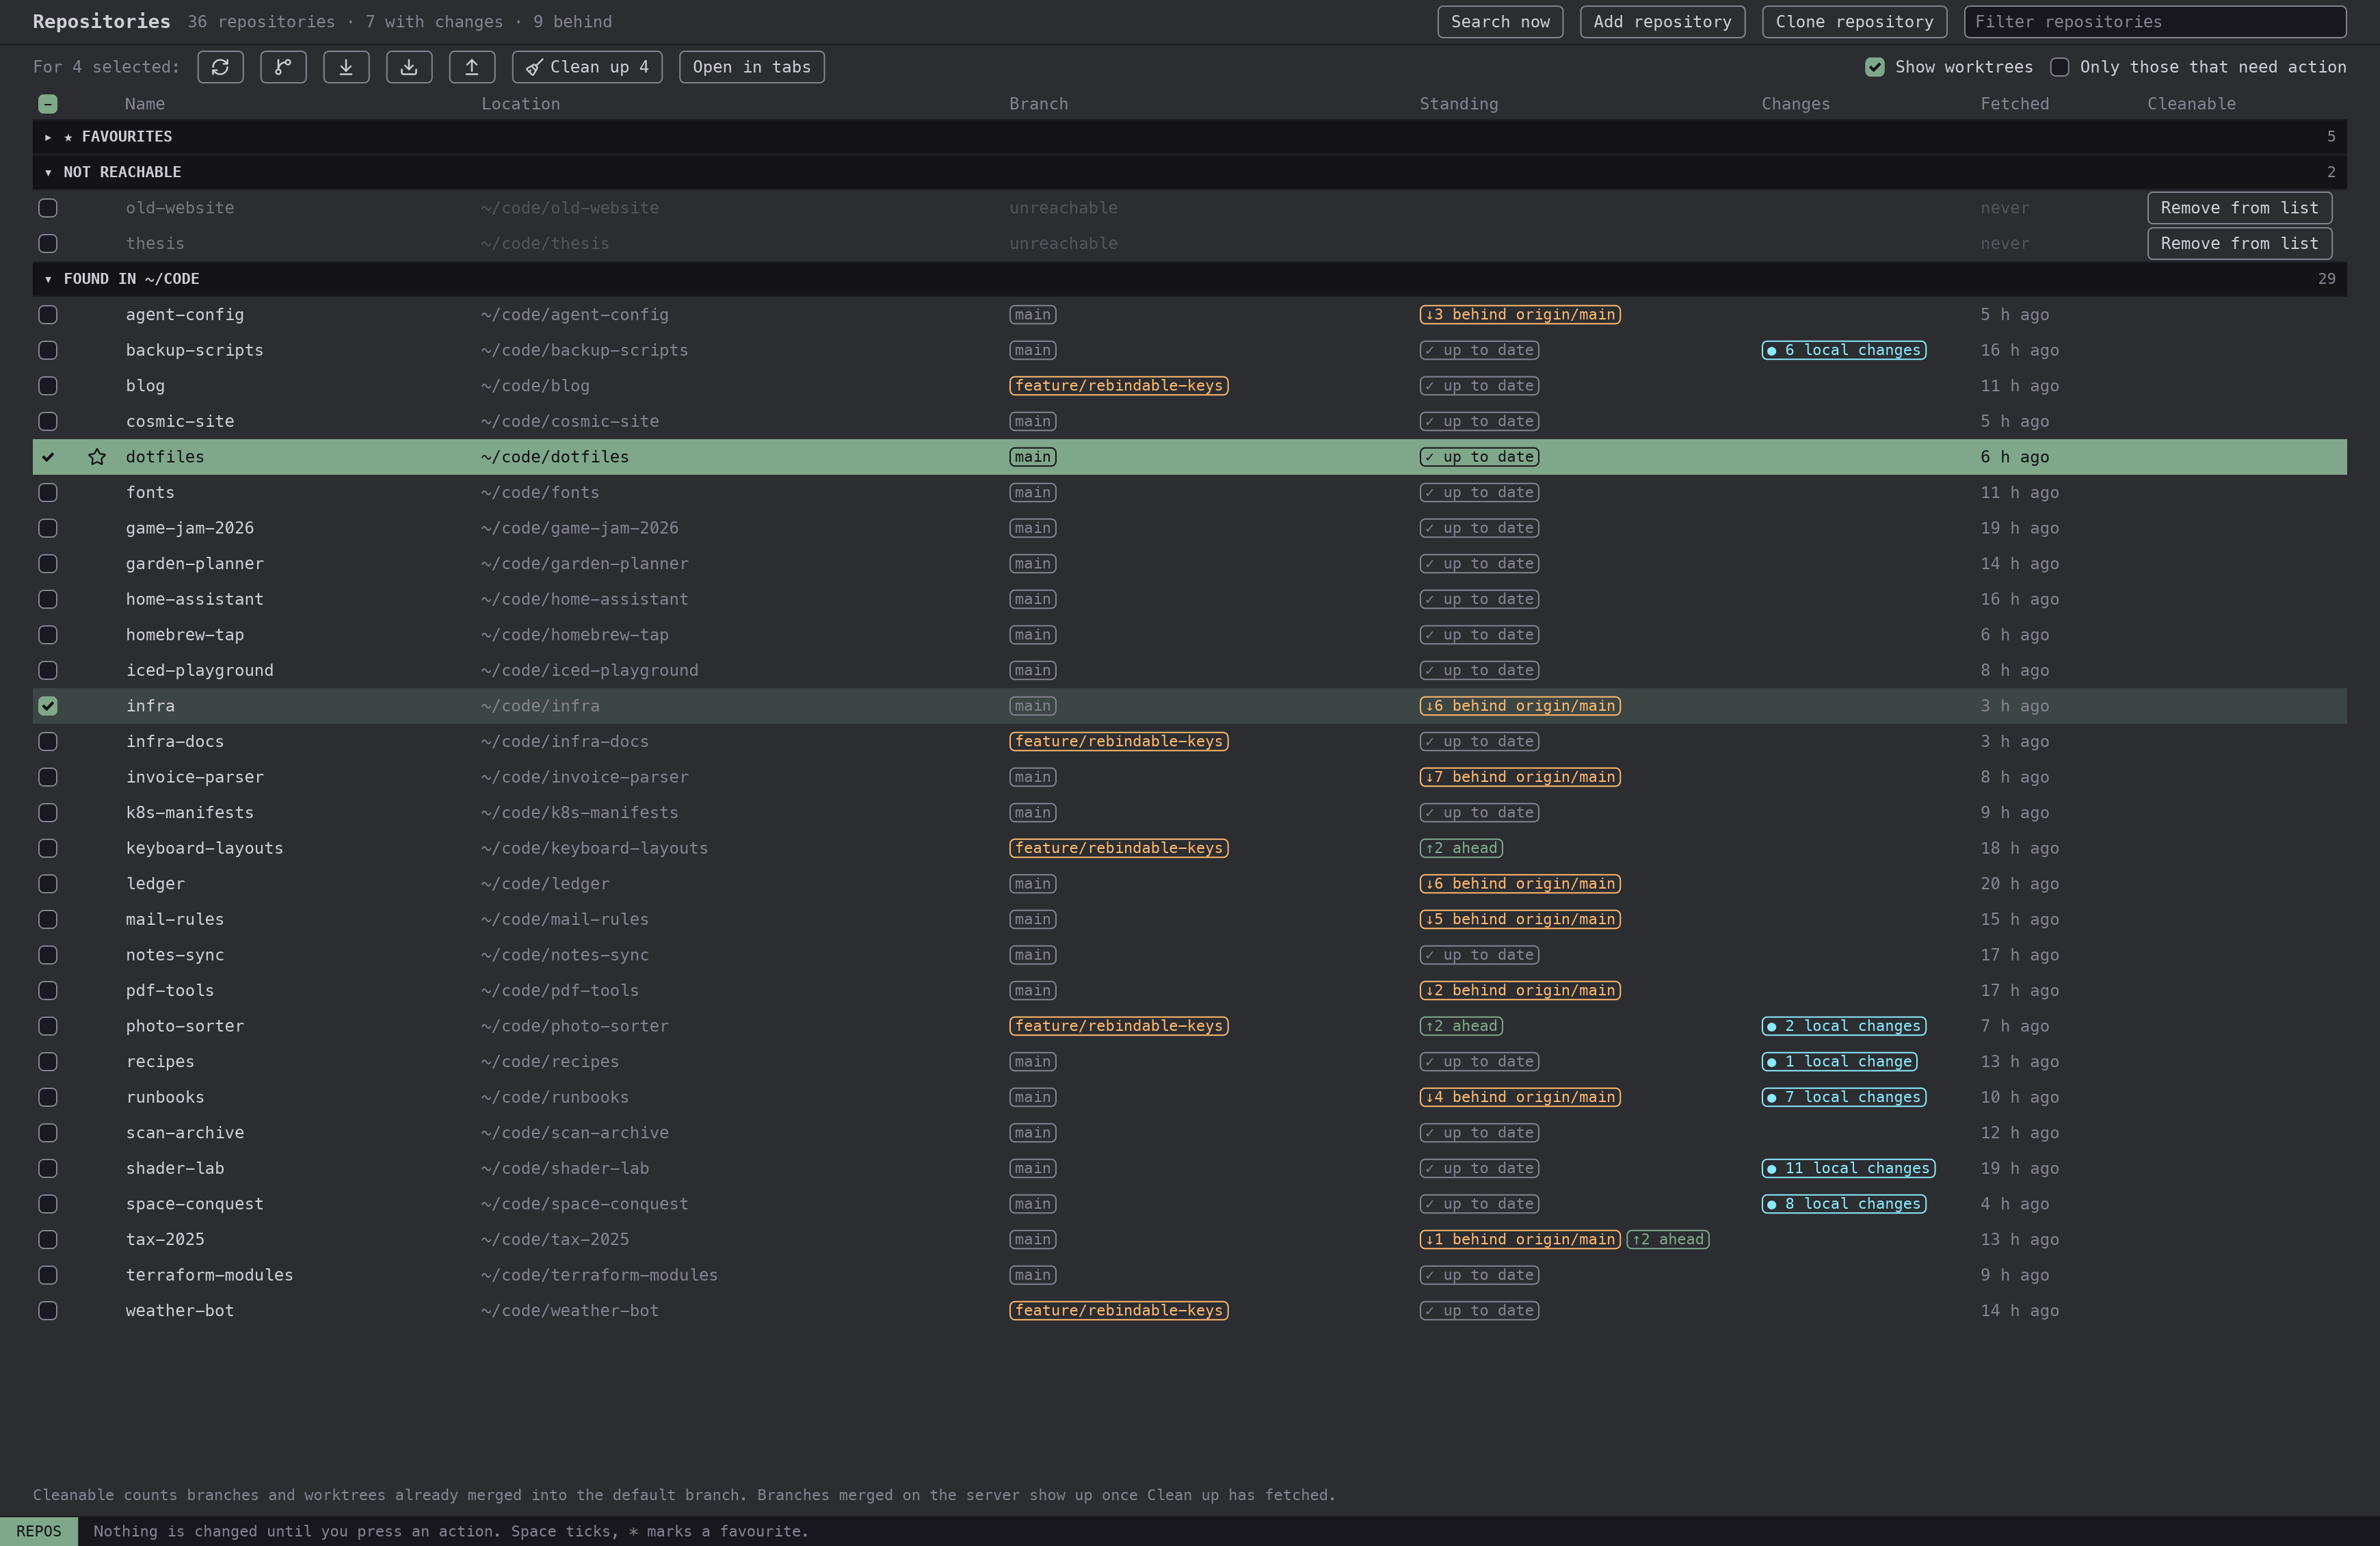 Repositories 36 repositories · 7 with changes · 9 behind Search now Add repository Clone repository Filter repositories
For 4 selected: Clean up 4 Open in tabs Show worktrees Only those that need action
Name Location Branch Standing Changes Fetched Cleanable
▸ ★ FAVOURITES 5
▾ NOT REACHABLE 2
old-website ~/code/old-website unreachable never Remove from list
thesis ~/code/thesis unreachable never Remove from list
▾ FOUND IN ~/CODE 29
agent-config ~/code/agent-config main ↓3 behind origin/main 5 h ago
backup-scripts ~/code/backup-scripts main ✓ up to date ● 6 local changes 16 h ago
blog ~/code/blog feature/rebindable-keys ✓ up to date 11 h ago
cosmic-site ~/code/cosmic-site main ✓ up to date 5 h ago
dotfiles ~/code/dotfiles main ✓ up to date 6 h ago
fonts ~/code/fonts main ✓ up to date 11 h ago
game-jam-2026 ~/code/game-jam-2026 main ✓ up to date 19 h ago
garden-planner ~/code/garden-planner main ✓ up to date 14 h ago
home-assistant ~/code/home-assistant main ✓ up to date 16 h ago
homebrew-tap ~/code/homebrew-tap main ✓ up to date 6 h ago
iced-playground ~/code/iced-playground main ✓ up to date 8 h ago
infra ~/code/infra main ↓6 behind origin/main 3 h ago
infra-docs ~/code/infra-docs feature/rebindable-keys ✓ up to date 3 h ago
invoice-parser ~/code/invoice-parser main ↓7 behind origin/main 8 h ago
k8s-manifests ~/code/k8s-manifests main ✓ up to date 9 h ago
keyboard-layouts ~/code/keyboard-layouts feature/rebindable-keys ↑2 ahead 18 h ago
ledger ~/code/ledger main ↓6 behind origin/main 20 h ago
mail-rules ~/code/mail-rules main ↓5 behind origin/main 15 h ago
notes-sync ~/code/notes-sync main ✓ up to date 17 h ago
pdf-tools ~/code/pdf-tools main ↓2 behind origin/main 17 h ago
photo-sorter ~/code/photo-sorter feature/rebindable-keys ↑2 ahead ● 2 local changes 7 h ago
recipes ~/code/recipes main ✓ up to date ● 1 local change 13 h ago
runbooks ~/code/runbooks main ↓4 behind origin/main ● 7 local changes 10 h ago
scan-archive ~/code/scan-archive main ✓ up to date 12 h ago
shader-lab ~/code/shader-lab main ✓ up to date ● 11 local changes 19 h ago
space-conquest ~/code/space-conquest main ✓ up to date ● 8 local changes 4 h ago
tax-2025 ~/code/tax-2025 main ↓1 behind origin/main ↑2 ahead 13 h ago
terraform-modules ~/code/terraform-modules main ✓ up to date 9 h ago
weather-bot ~/code/weather-bot feature/rebindable-keys ✓ up to date 14 h ago
Cleanable counts branches and worktrees already merged into the default branch. Branches merged on the server show up once Clean up has fetched.
REPOS Nothing is changed until you press an action. Space ticks, * marks a favourite.